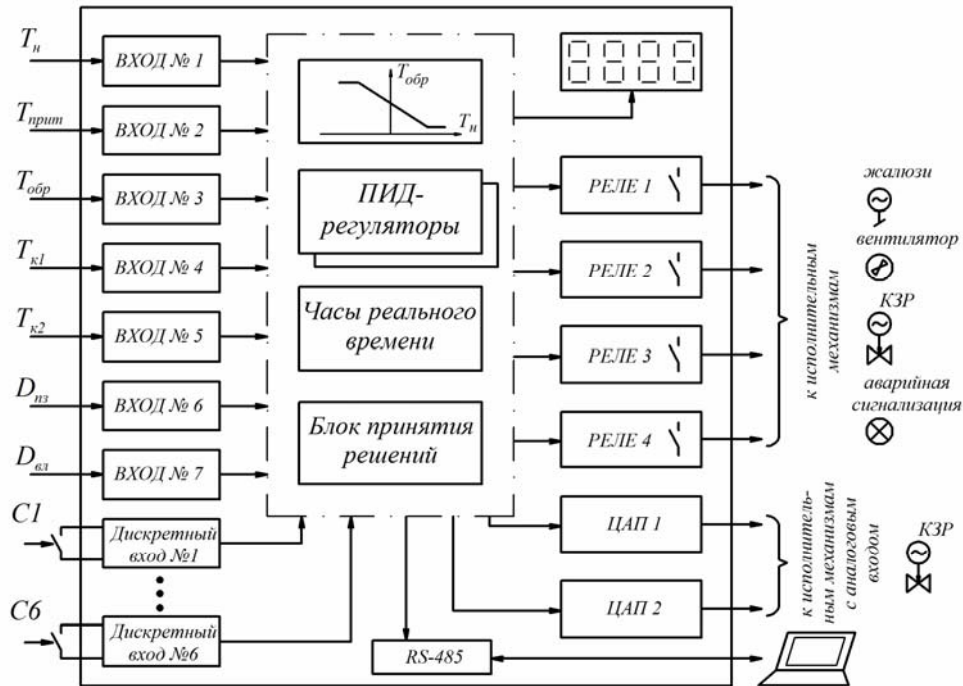 Tн
ВХОД № 1
Tприт
ВХОД № 2
Tобр
ВХОД № 3
Tк1
ВХОД № 4
Tк2
ВХОД № 5
Dпз
ВХОД № 6
Dвл
ВХОД № 7
C1
Дискретный
вход №1
C6
Дискретный
вход №6
Tобр
Tн
ПИД-
регуляторы
Часы реального
времени
Блок принятия
решений
8888
РЕЛЕ 1
РЕЛЕ 2
РЕЛЕ 3
РЕЛЕ 4
ЦАП 1
ЦАП 2
RS-485
к исполнительным
механизмам
жалюзи
вентилятор
КЗР
аварийная
сигнализация
к исполнитель-
ным механизмам
с аналоговым
входом
КЗР